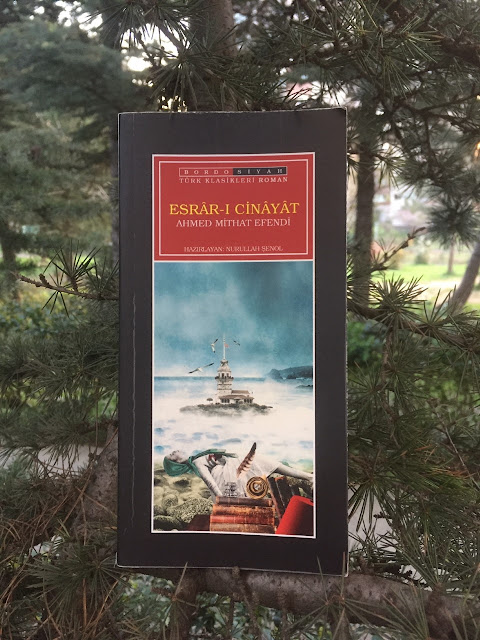 BORDO SİYAH
TÜRK KLASİKLERİ ROMAN
ESRÂR-I CİNÂYÂT
AHMED MİTHAT EFENDİ
HAZIRLAYAN: NURULLAH ŞENOL